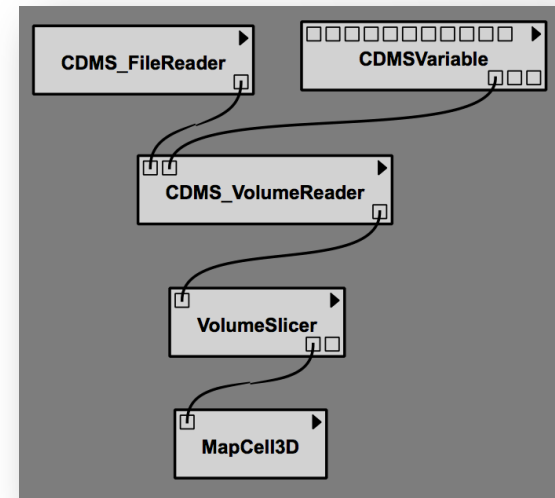 CDMS_FileReader
CDMSVariable
CDMS_VolumeReader
VolumeSlicer
MapCell3D